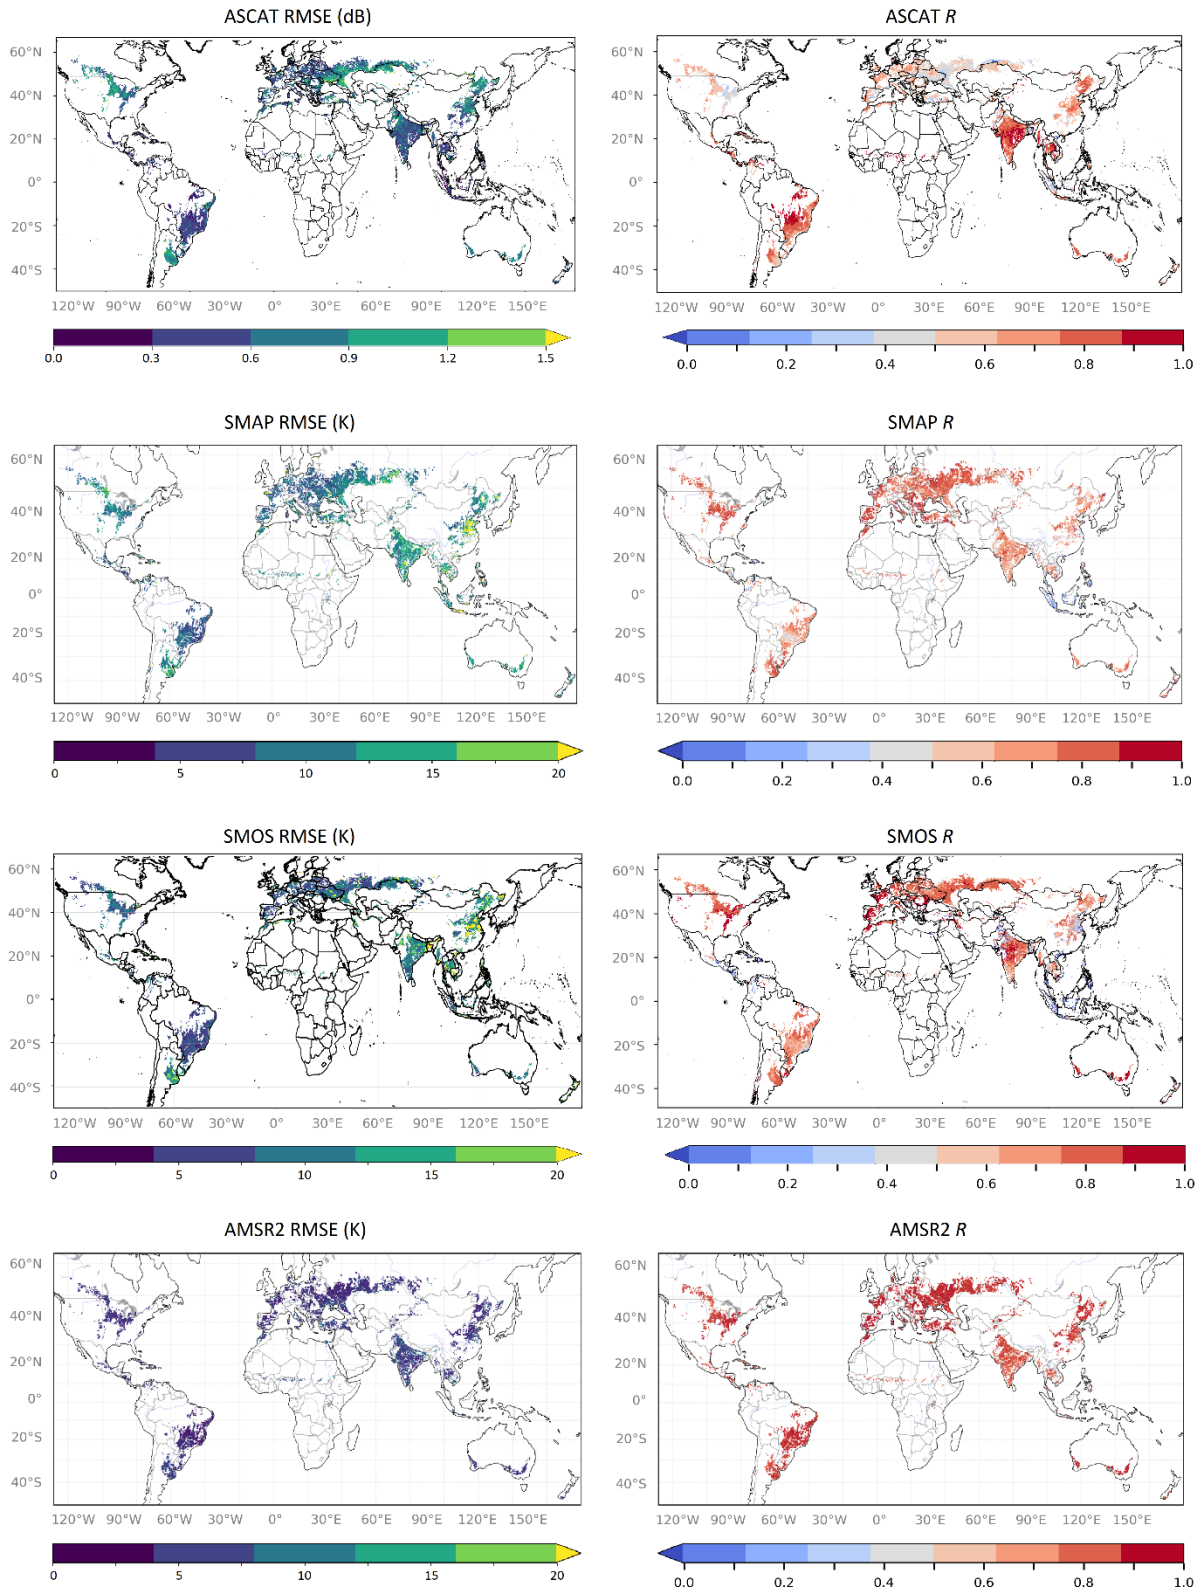 ASCAT RMSE (dB) ASCAT R
60°N 60°N
40°N 40°N
20°N 20°N
0° 0°
20°S 20°S
40°S 40°S
120°W 90°W 60°W 30°W 0° 30°E 60°E 90°E 120°E 150°E 120°W 90°W 60°W 30°W 0° 30°E 60°E 90°E 120°E 150°E
0.0 0.3 0.6 0.9 1.2 1.5 0.0 0.2 0.4 0.6 0.8 1.0
SMAP RMSE (K) SMAP R
60°N 60°N
40°N 40°N
20°N 20°N
0° 0°
20°S 20°S
40°S 40°S
120°W 90°W 60°W 30W 0° 30°E 60°E 90°E 120°E 150°E 120°W 90°W 60°W 30W 0° 30°E 60°E 90°E 120°E 150°E
0 5 10 15 20 0.0 0.2 0.4 0.6 0.8 1.0
SMOS RMSE (K) SMOS R
60°N 60°N
40°N 40°N
20°N 20°N
0° 0°
20°S 20°S
40°S 40°S
120°W 90°W 60°W 30°W 0° 30°E 60°E 90°E 120°E 150°E 120°W 90°W 60°W 30°W 0° 30°E 60°E 90°E 120°E 150°E
0 5 10 15 20 0.0 0.2 0.4 0.6 0.8 1.0
AMSR2 RMSE (K) AMSR2 R
60°N 60°N
40°N 40°N
20°N 20°N
0° 0°
20°S 20°S
40°S 40°S
120°W 90°W 60°W 30°W 0° 30°E 60°E 90°E 120°E 150°E 120°W 90°W 60°W 30°W 0° 30°E 60°E 90°E 120°E 150°E
0 5 10 15 20 0.0 0.2 0.4 0.6 0.8 1.0